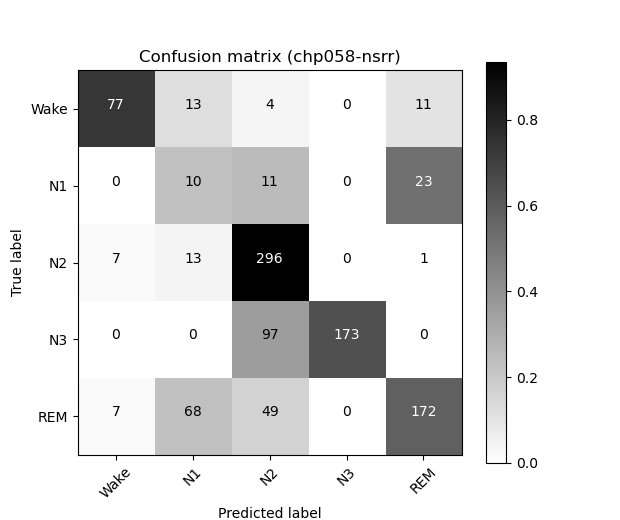 Confusion matrix (chp058-nsrr)
Wake 77 13 4 0 11
N1 0 10 11 0 23
N2 7 13 296 0 1
N3 0 0 97 173 0
REM 7 68 49 0 172
Wake N1 N2 N3 REM
Predicted label
True label
0.8
0.6
0.4
0.2
0.0